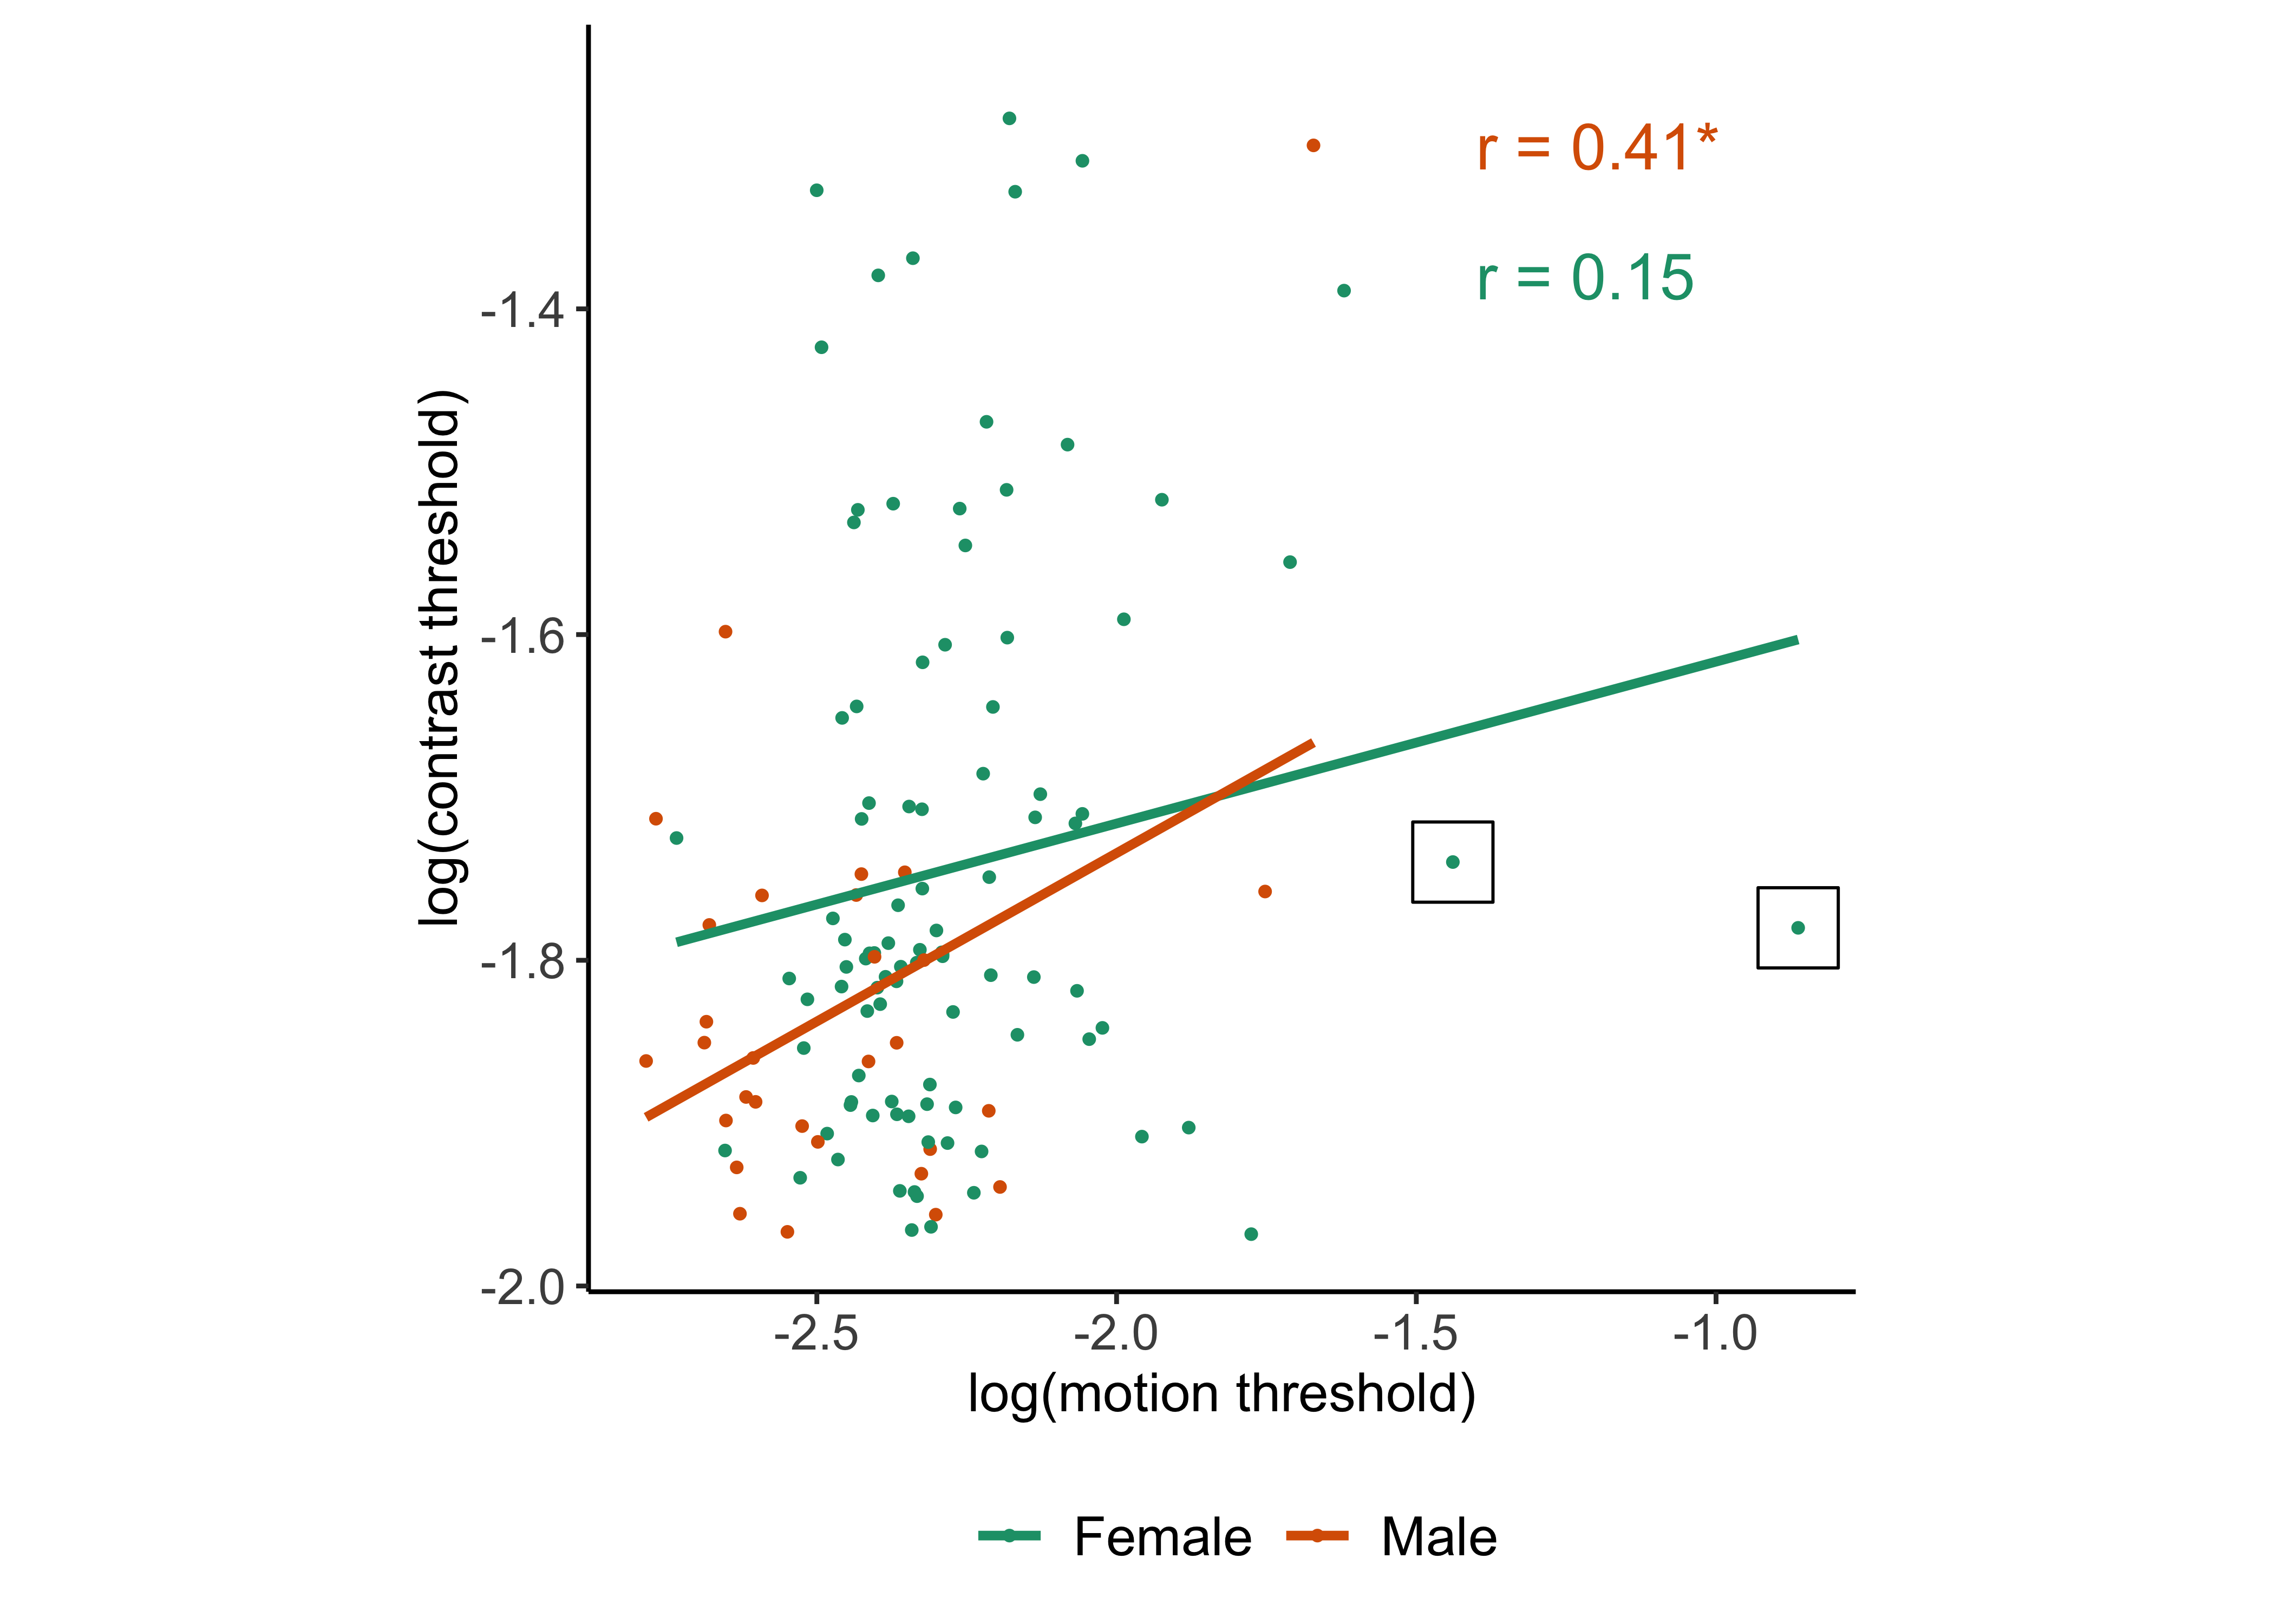 r = 0.41*
r = 0.15
log(contrast threshold)
-1.4
-1.6
-1.8
-2.0
-2.5 -2.0 -1.5 -1.0
log(motion threshold)
Female Male